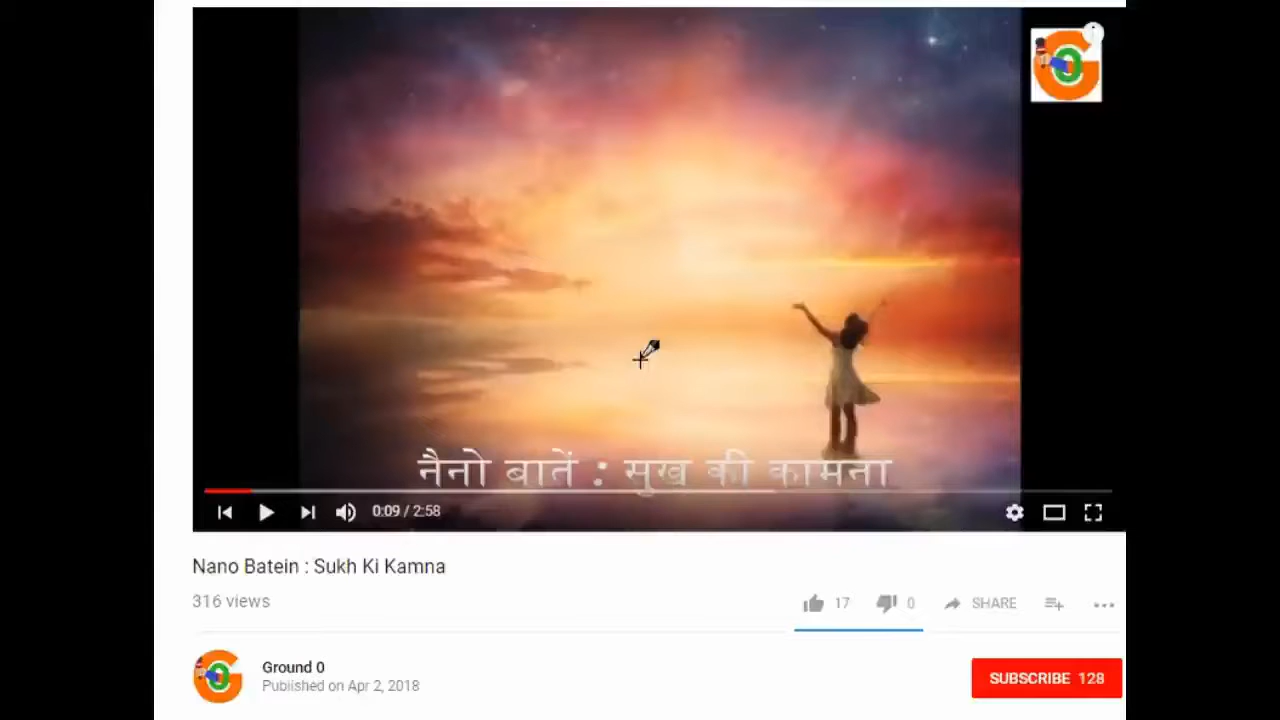 नैनो बातें : सुख की कामना
0:09 / 2:58
Nano Batein : Sukh Ki Kamna
316 views
17 0 SHARE
Ground 0
Published on Apr 2, 2018
SUBSCRIBE 128